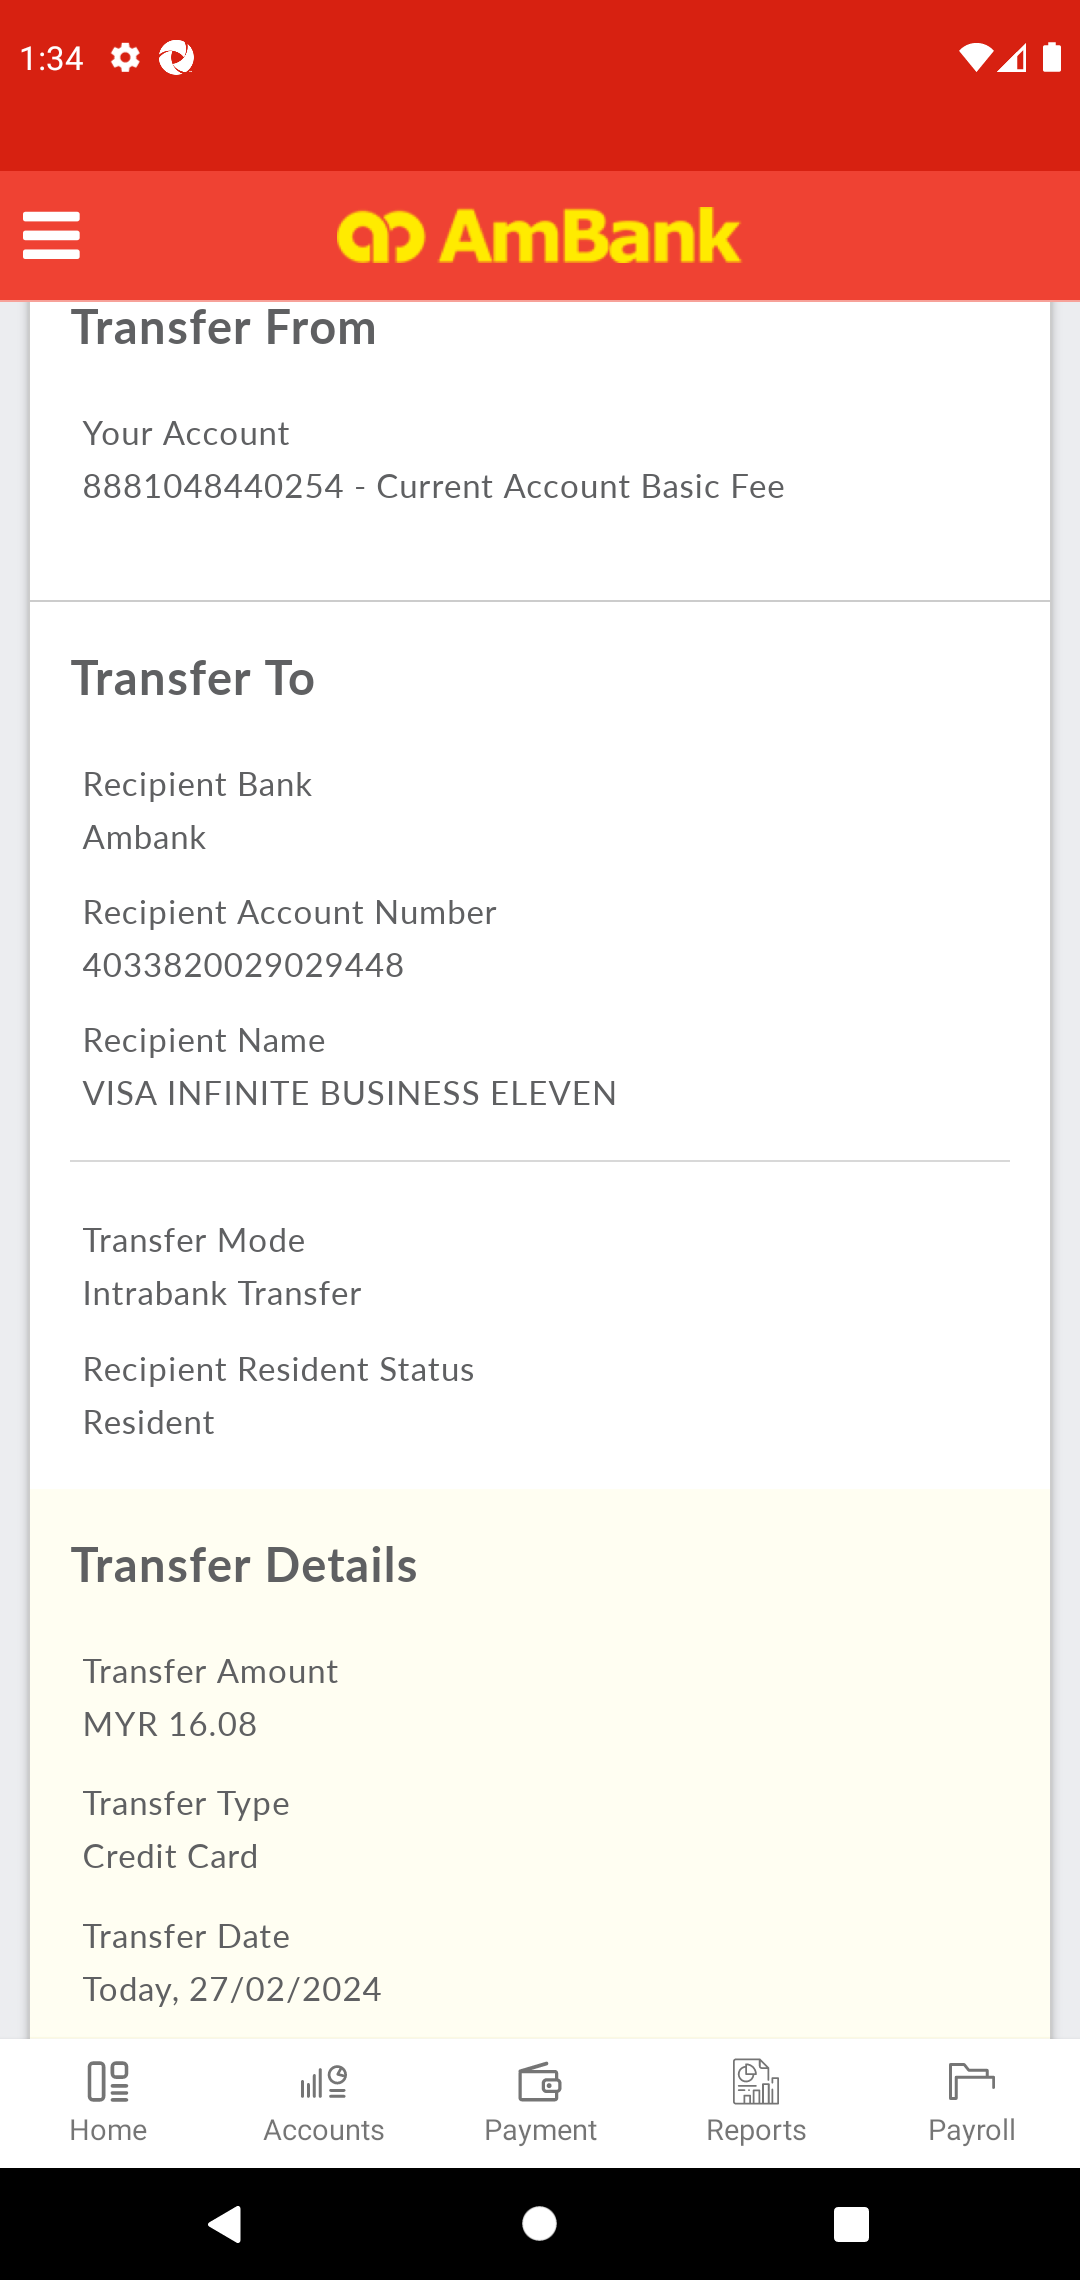 1:34
AmBank
Transfer From
Your Account
8881048440254 - Current Account Basic Fee
Transfer To
Recipient Bank
Ambank
Recipient Account Number
4033820029029448
Recipient Name
VISA INFINITE BUSINESS ELEVEN
Transfer Mode
Intrabank Transfer
Recipient Resident Status
Resident
Transfer Details
Transfer Amount
MYR 16.08
Transfer Type
Credit Card
Transfer Date
Today, 27/02/2024
Home Accounts Payment Reports Payroll